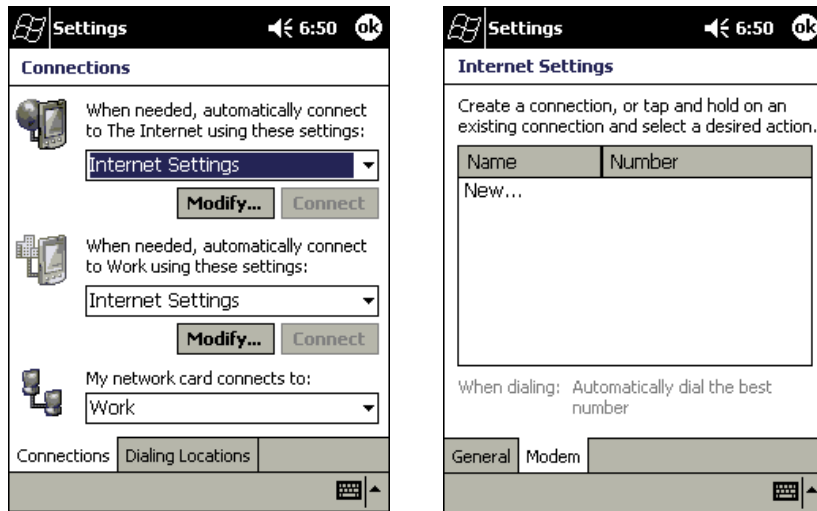 Settings 6:50 ok
Connections
When needed, automatically connect
to The Internet using these settings:
Internet Settings
Modify... Connect
When needed, automatically connect
to Work using these settings:
Internet Settings
Modify... Connect
My network card connects to:
Work
Connections Dialing Locations
Settings 6:50 ok
Internet Settings
Create a connection, or tap and hold on an
existing connection and select a desired action.
Name Number
New...
When dialing: Automatically dial the best
number
General Modem